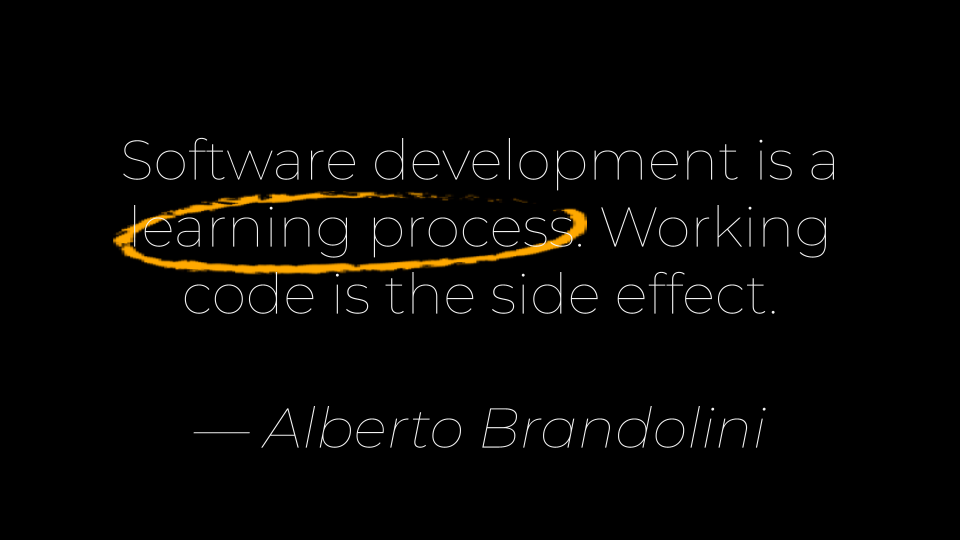 Software development is a
learning process. Working
code is the side effect.
— Alberto Brandolini